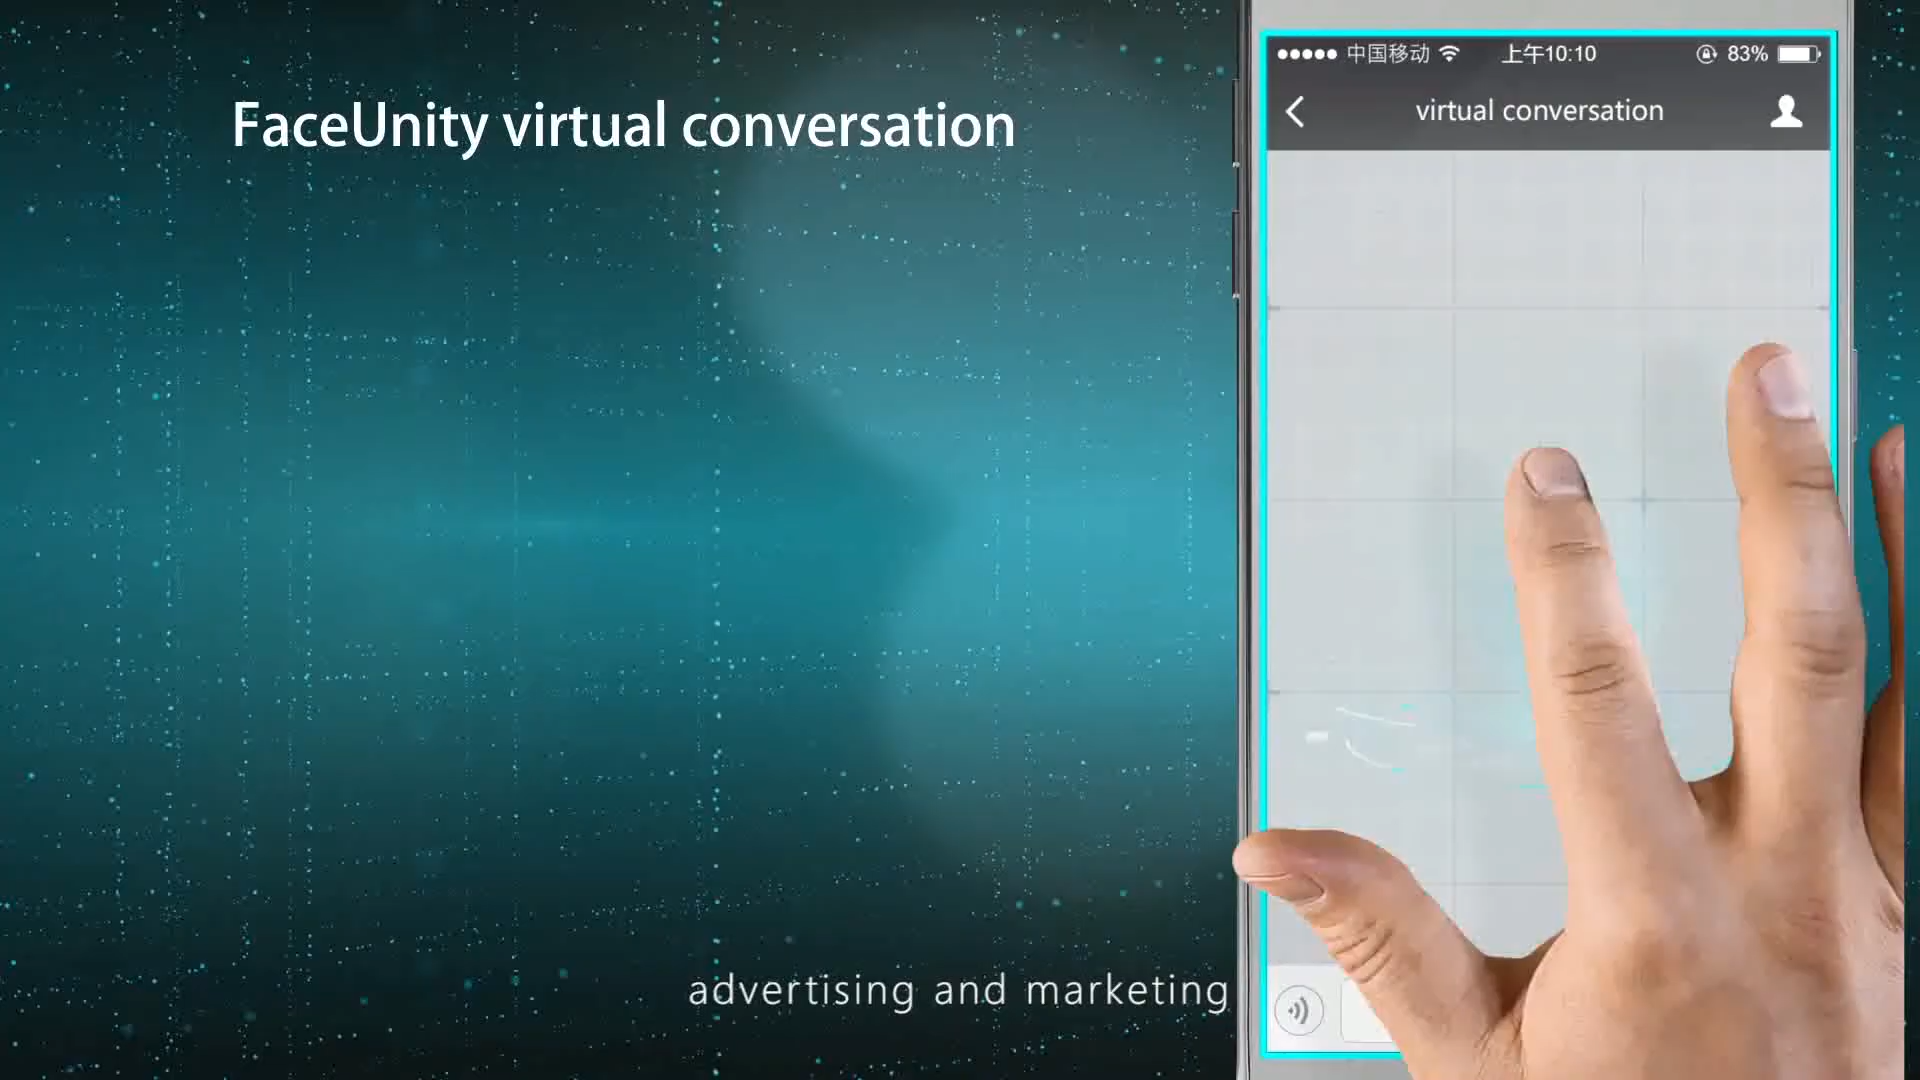 FaceUnity virtual conversation
中国移动
上午10:10
83%
virtual conversation
advertising and marketing